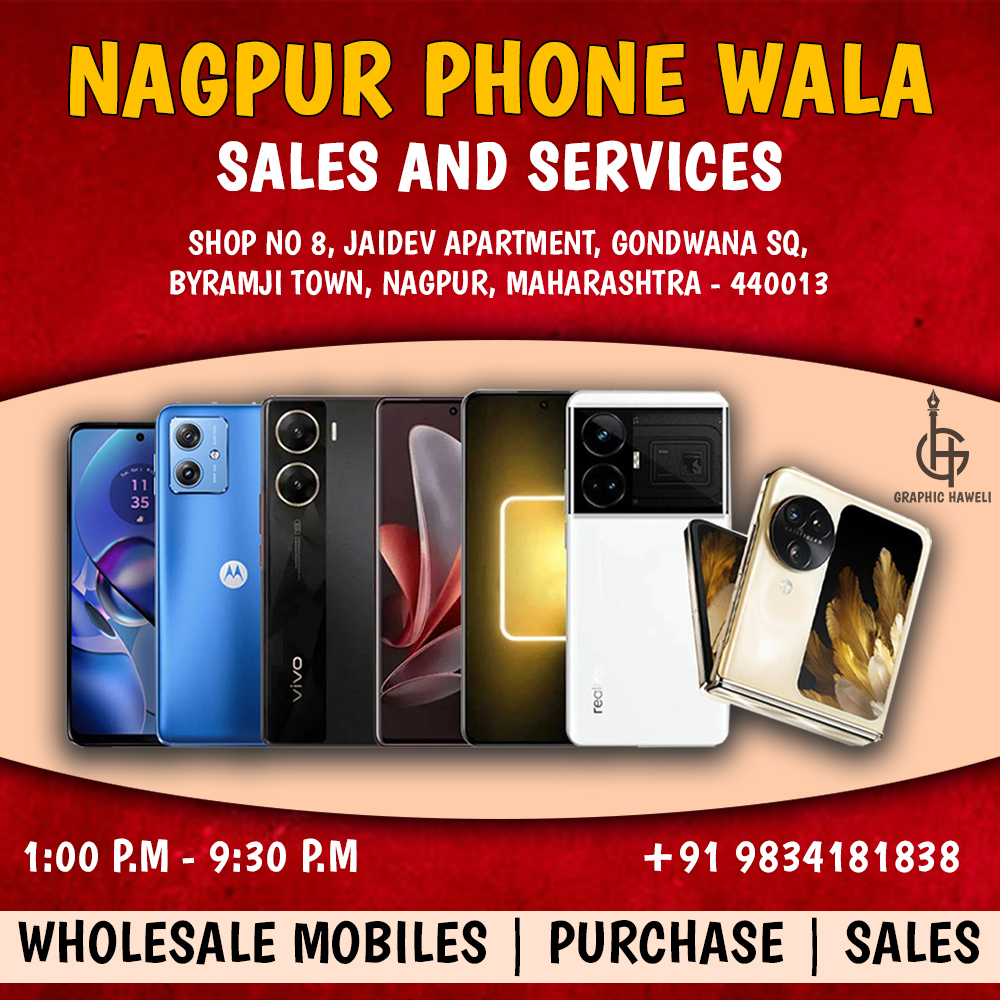 NAGPUR PHONE WALA
SALES AND SERVICES
SHOP NO 8, JAIDEV APARTMENT, GONDWANA SQ,
BYRAMJI TOWN, NAGPUR, MAHARASHTRA - 440013
11
35
vivo
realme
GRAPHIC HAWELI
1:00 P.M - 9:30 P.M
+91 9834181838
WHOLESALE MOBILES | PURCHASE | SALES